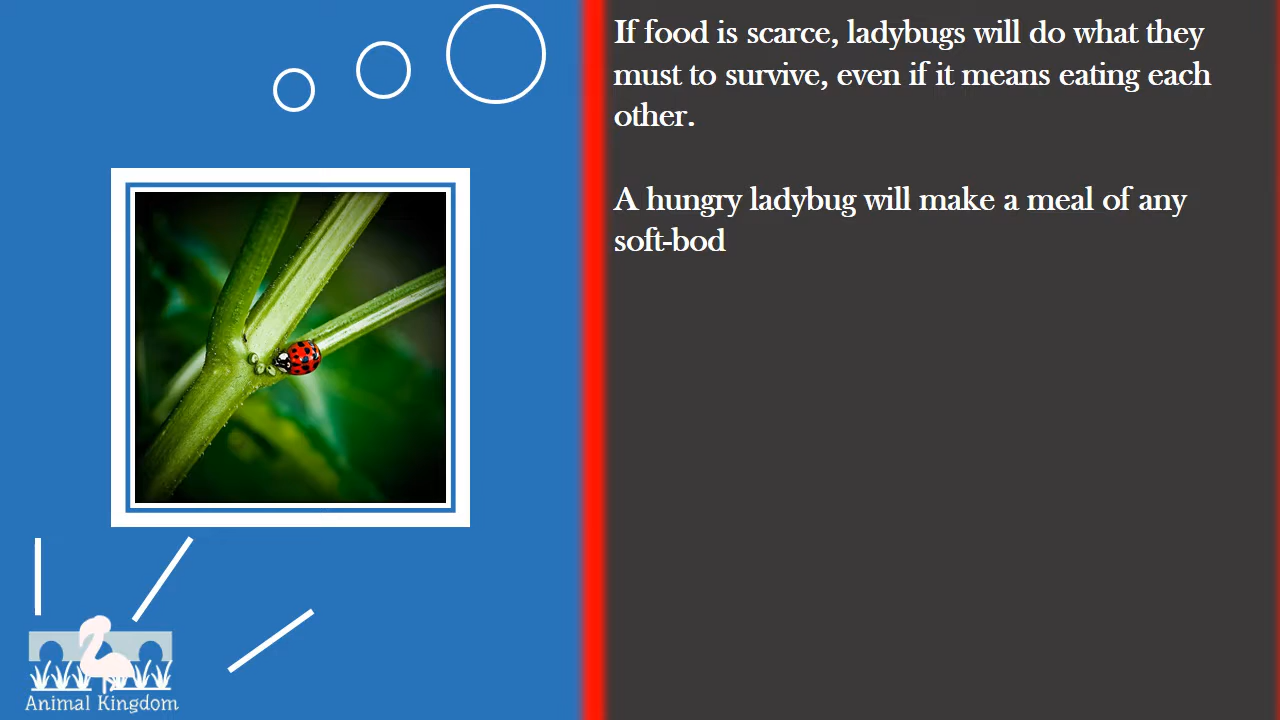 If food is scarce, ladybugs will do what they
must to survive, even if it means eating each
other.
A hungry ladybug will make a meal of any
soft-bod
Animal Kingdom